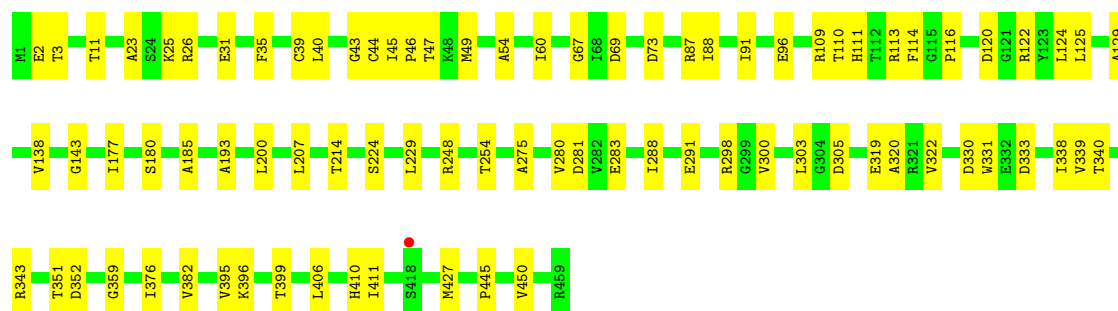 M1 E2 T3 T11 A23 S24 K25 R26 E31 F35 C39 L40 G43 C44 I45 P46 T47 K48 M49 A54 I60 G67 I68 D69 D73 R87 I88 I91 E96 R109 T110 H111 T112 R113 F114 G115 P116 D120 G121 R122 Y123 L124 L125
V138 G143 I177 S180 A185 A193 L200 L207 T214 S224 L229 R248 T254 A275 V280 D281 V282 E283 I288 E291 R298 G299 V300 L303 G304 D305 E319 A320 R321 V322 D330 W331 E332 D333 I338 V339 T340
R343 T351 D352 G359 I376 V382 V395 K396 T399 L406 H410 I411 S418 M427 P445 V450 R459